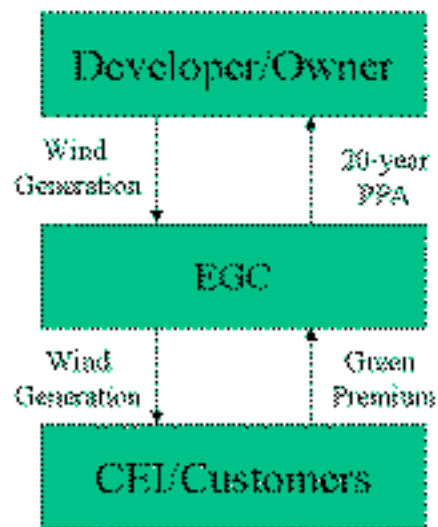 Developer/Owner
Wind
Generation
20-year
PPA
EGC
Wind
Generation
Green
Premium
CEI/Customers